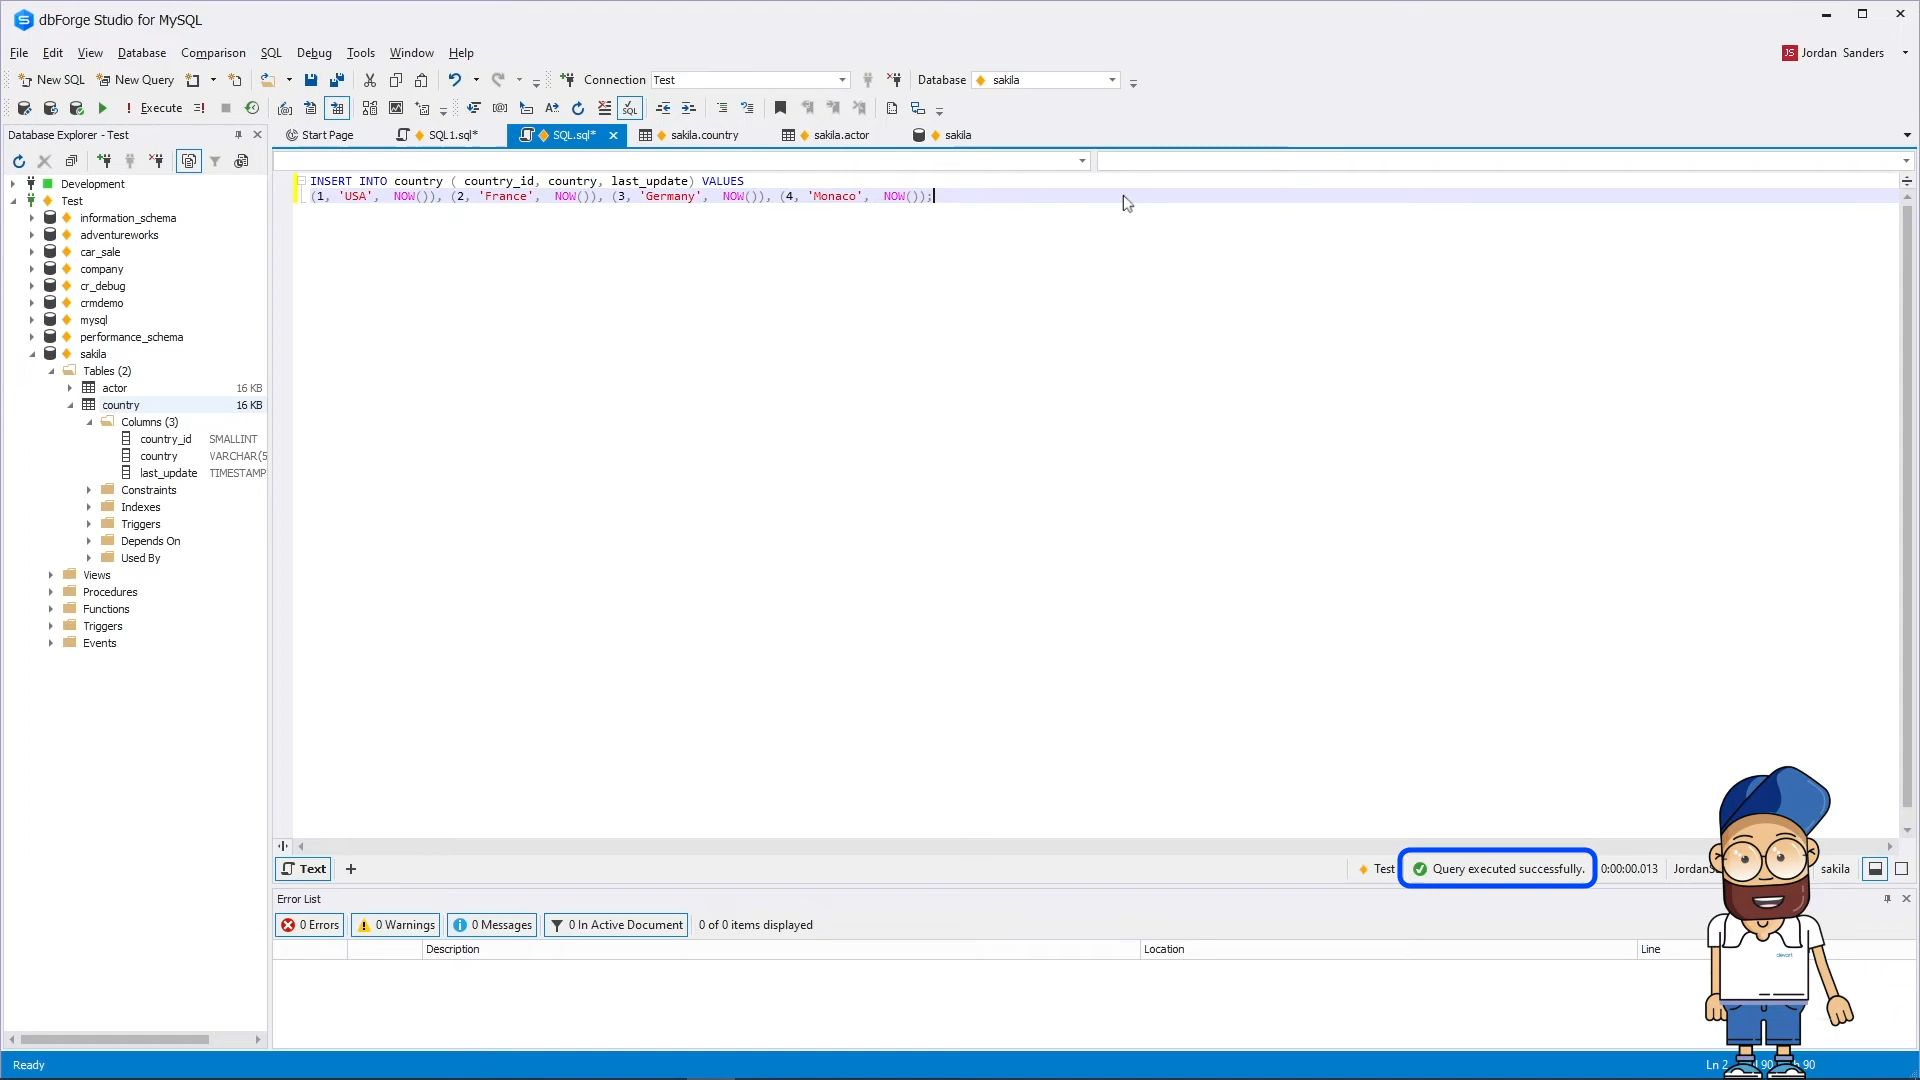 dbForge Studio for MySQL
File Edit View Database Comparison SQL Debug Tools Window Help
JS Jordan Sanders
New SQL New Query Connection Test Database sakila
Execute
Database Explorer - Test
Start Page SQL1.sql* SQL.sql* sakila.country sakila.actor sakila
Development
Test
information_schema
adventureworks
car_sale
company
cr_debug
crmdemo
mysql
performance_schema
sakila
Tables (2)
actor 16 KB
country 16 KB
Columns (3)
country_id SMALLINT
country VARCHAR(5
last_update TIMESTAMP
Constraints
Indexes
Triggers
Depends On
Used By
Views
Procedures
Functions
Triggers
Events
INSERT INTO country ( country_id, country, last_update) VALUES
(1, 'USA', NOW()), (2, 'France', NOW()), (3, 'Germany', NOW()), (4, 'Monaco', NOW());
Text
Test Query executed successfully. 0:00:00.013 sakila
Error List
0 Errors 0 Warnings 0 Messages 0 In Active Document 0 of 0 items displayed
Description Location Line
devart
Ready
Ln 2 90 90